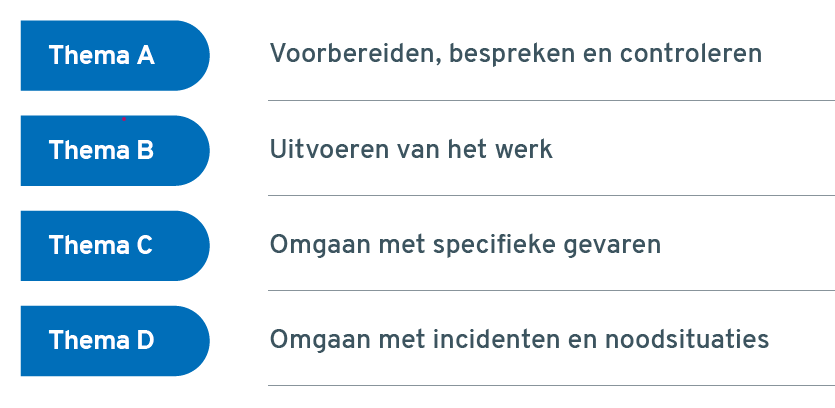 Thema A Voorbereiden, bespreken en controleren
Thema B Uitvoeren van het werk
Thema C Omgaan met specifieke gevaren
Thema D Omgaan met incidenten en noodsituaties